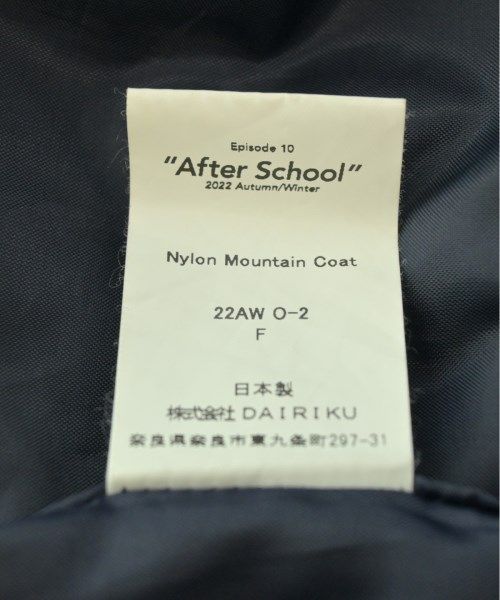 Episode 10
"After School"
2022 Autumn/Winter
Nylon Mountain Coat
22AW O-2
F
日本製
株式会社 DAIRIKU
奈良県奈良市東九条町297-31